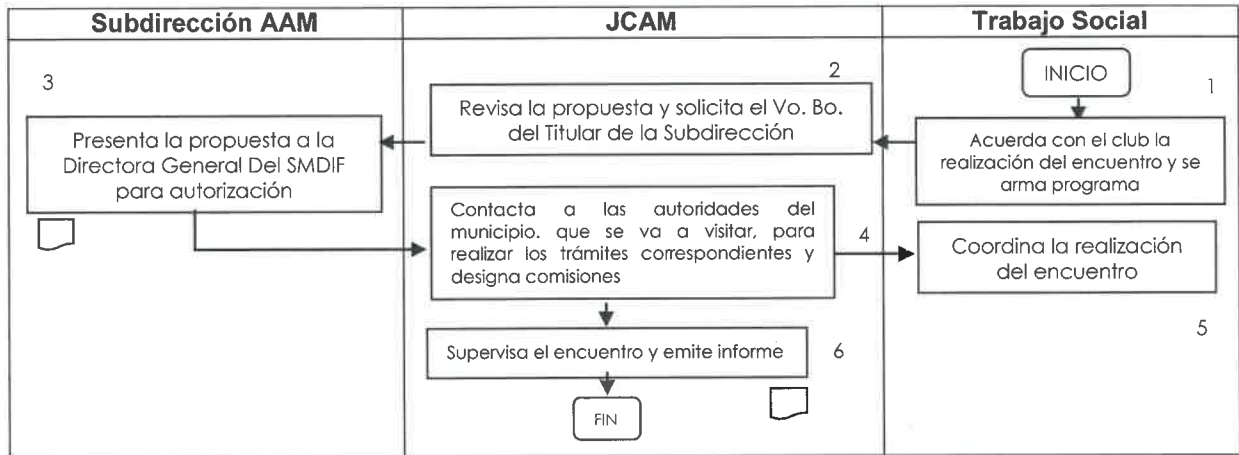 Subdirección AAM
JCAM
Trabajo Social
INICIO
1
Acuerda con el club la
realización del encuentro y se
arma programa
2
Revisa la propuesta y solicita el Vo. Bo.
del Titular de la Subdirección
3
Presenta la propuesta a la
Directora General Del SMDIF
para autorización
Contacta a las autoridades del
municipio. que se va a visitar, para
realizar los trámites correspondientes y
designa comisiones
4
Coordina la realización
del encuentro
5
Supervisa el encuentro y emite informe
6
FIN